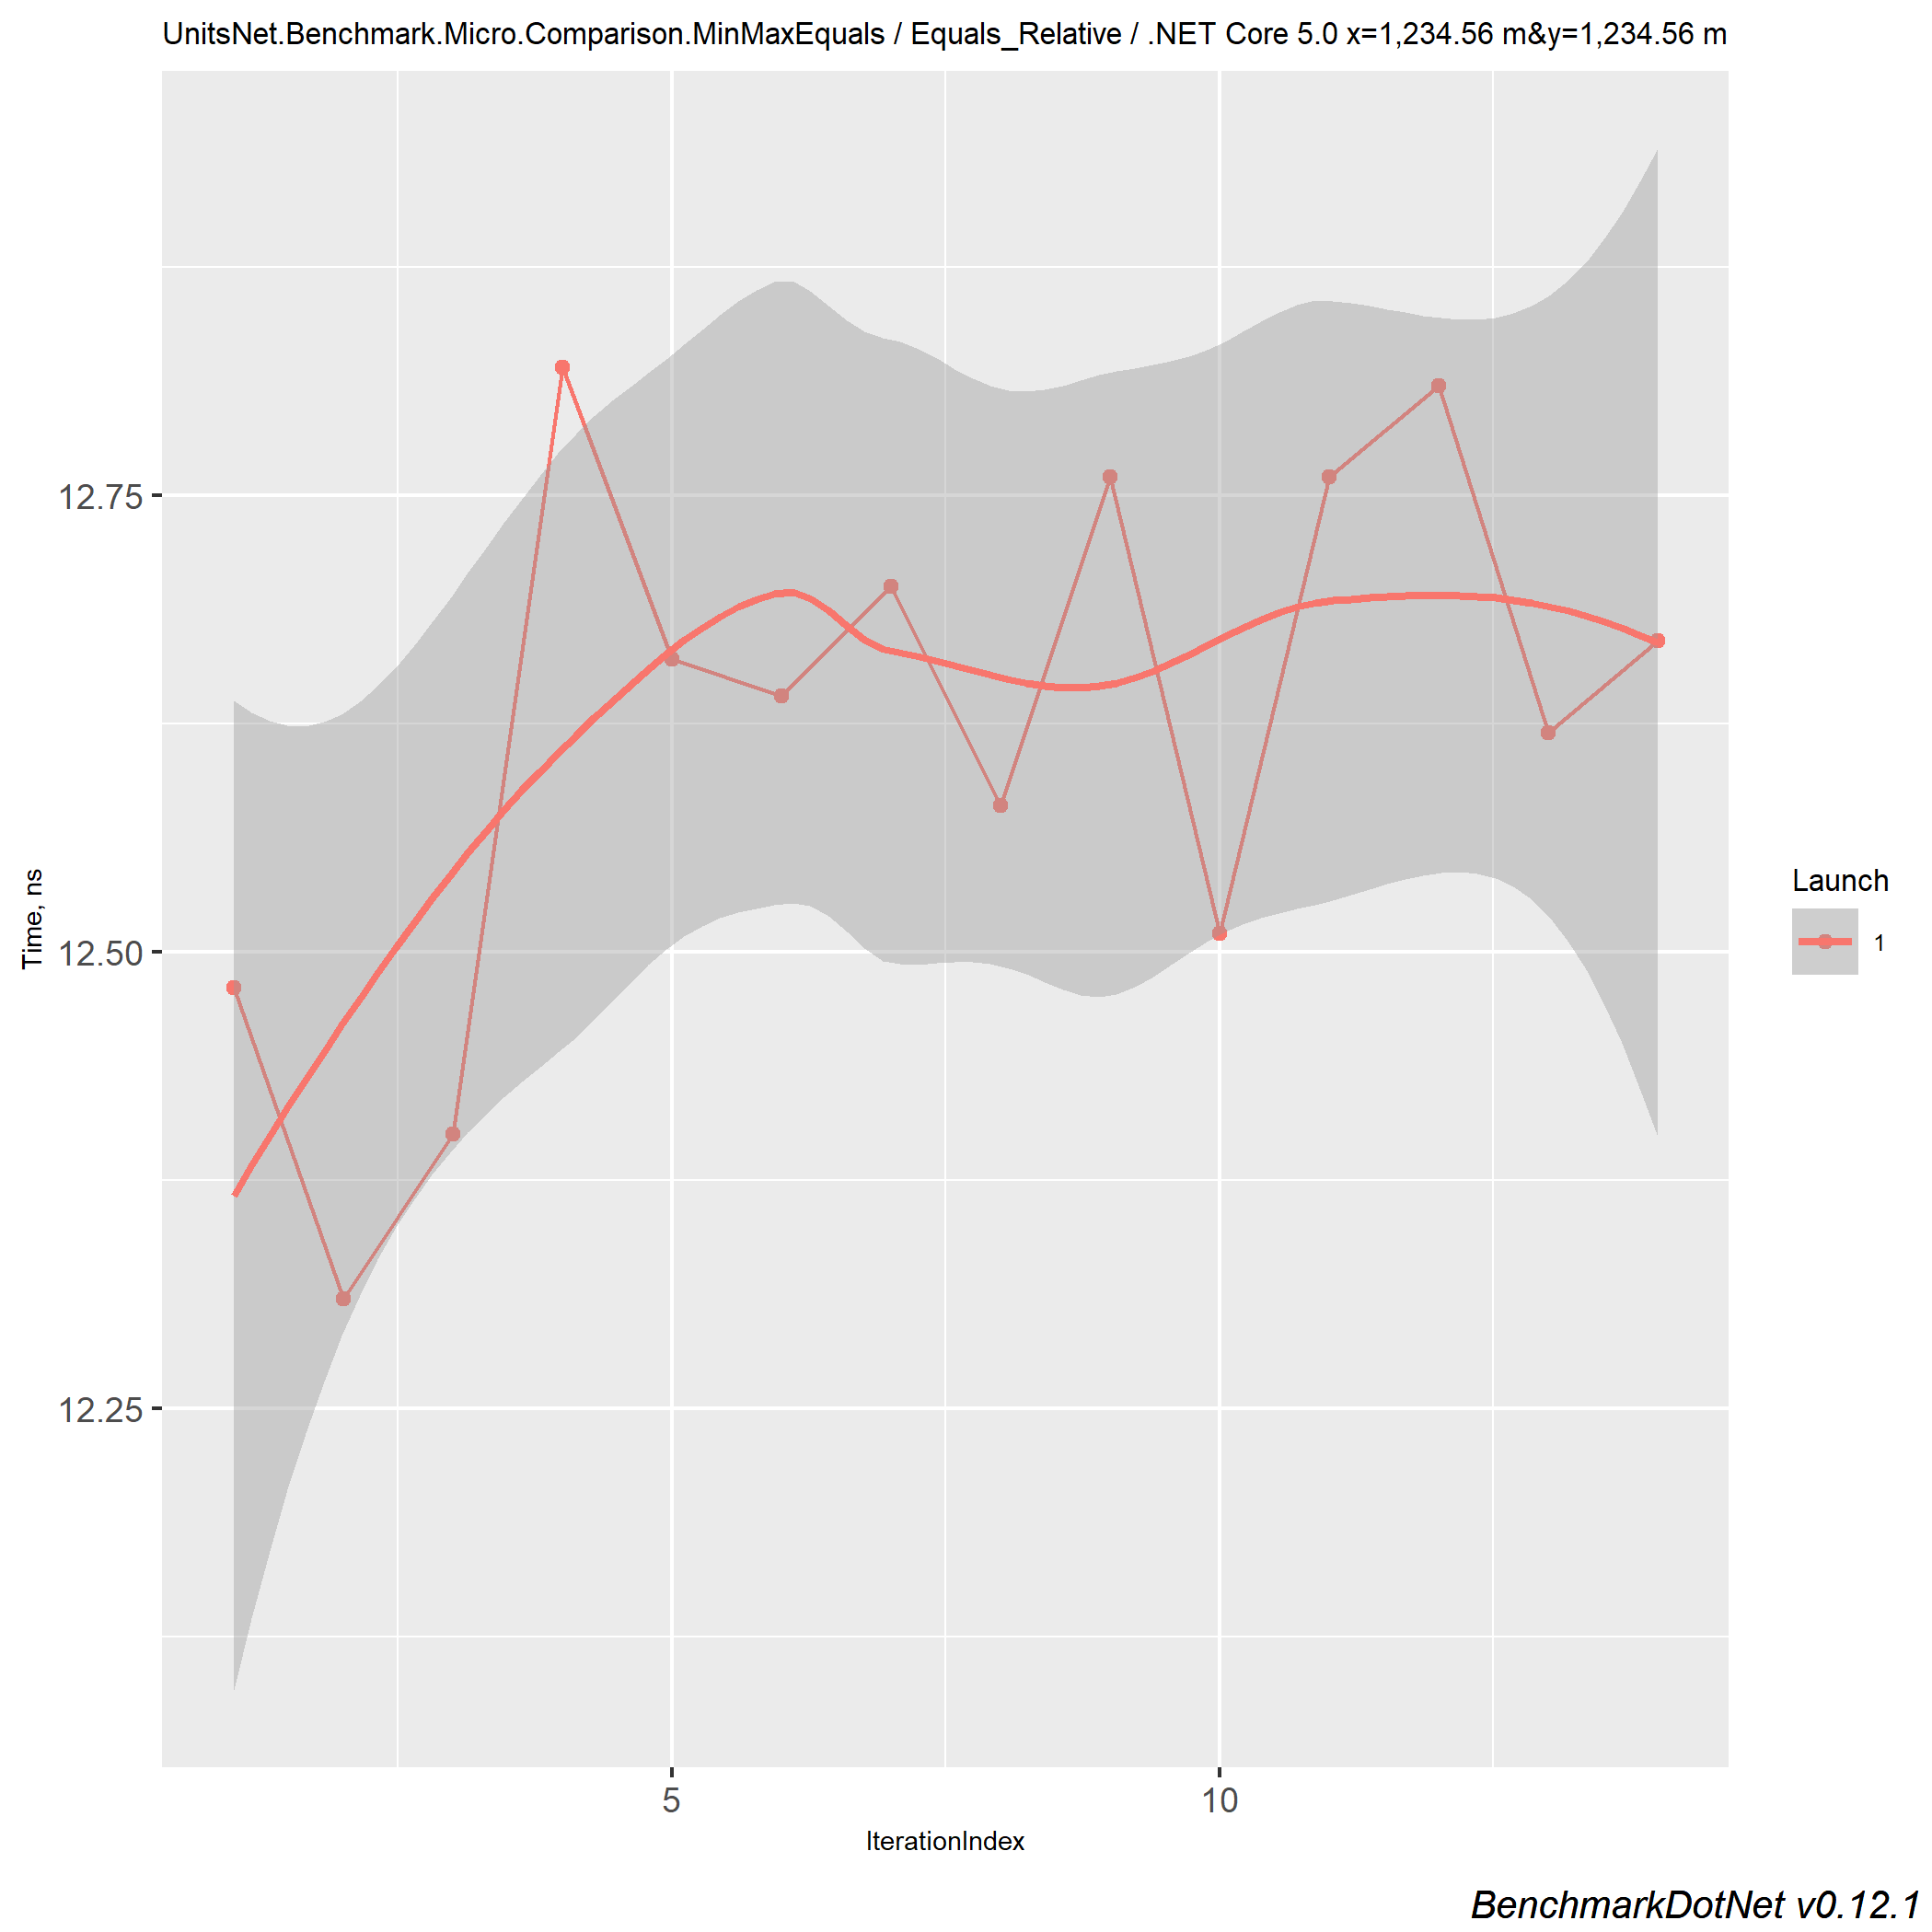 UnitsNet.Benchmark.Micro.Comparison.MinMaxEquals / Equals_Relative / .NET Core 5.0 x=1,234.56 m&y=1,234.56 m
12.75
12.50
12.25
Time, ns
5
10
IterationIndex
Launch
1
BenchmarkDotNet v0.12.1